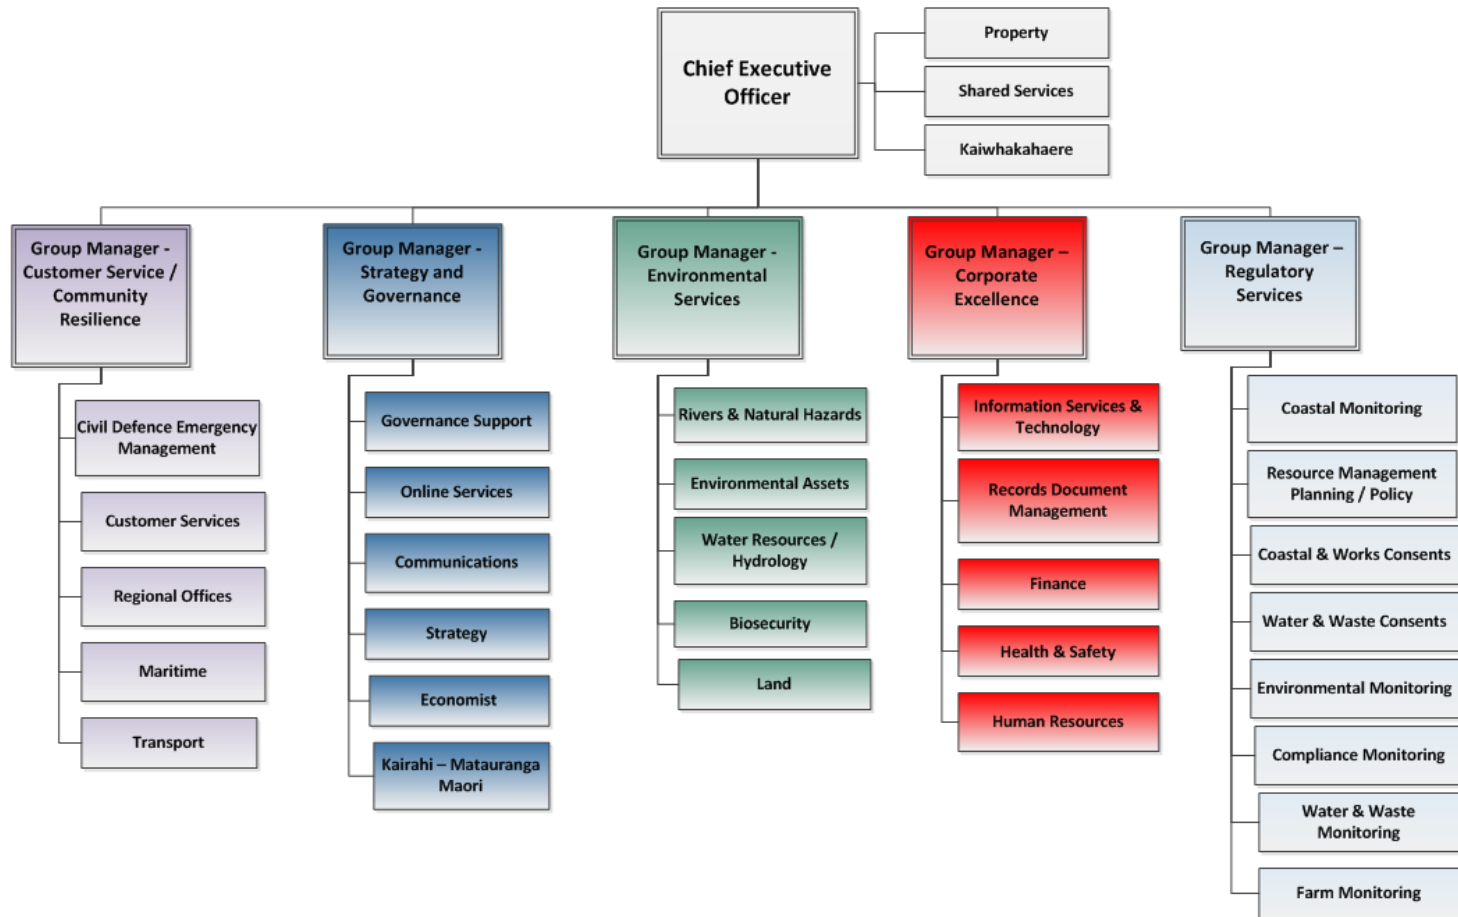 Chief Executive
Officer
Property
Shared Services
Kaiwhakahaere
Group Manager -
Customer Service /
Community
Resilience
Civil Defence Emergency
Management
Customer Services
Regional Offices
Maritime
Transport
Group Manager -
Strategy and
Governance
Governance Support
Online Services
Communications
Strategy
Economist
Kairahi – Matauranga
Maori
Group Manager -
Environmental
Services
Rivers & Natural Hazards
Environmental Assets
Water Resources /
Hydrology
Biosecurity
Land
Group Manager –
Corporate
Excellence
Information Services &
Technology
Records Document
Management
Finance
Health & Safety
Human Resources
Group Manager –
Regulatory
Services
Coastal Monitoring
Resource Management
Planning / Policy
Coastal & Works Consents
Water & Waste Consents
Environmental Monitoring
Compliance Monitoring
Water & Waste
Monitoring
Farm Monitoring